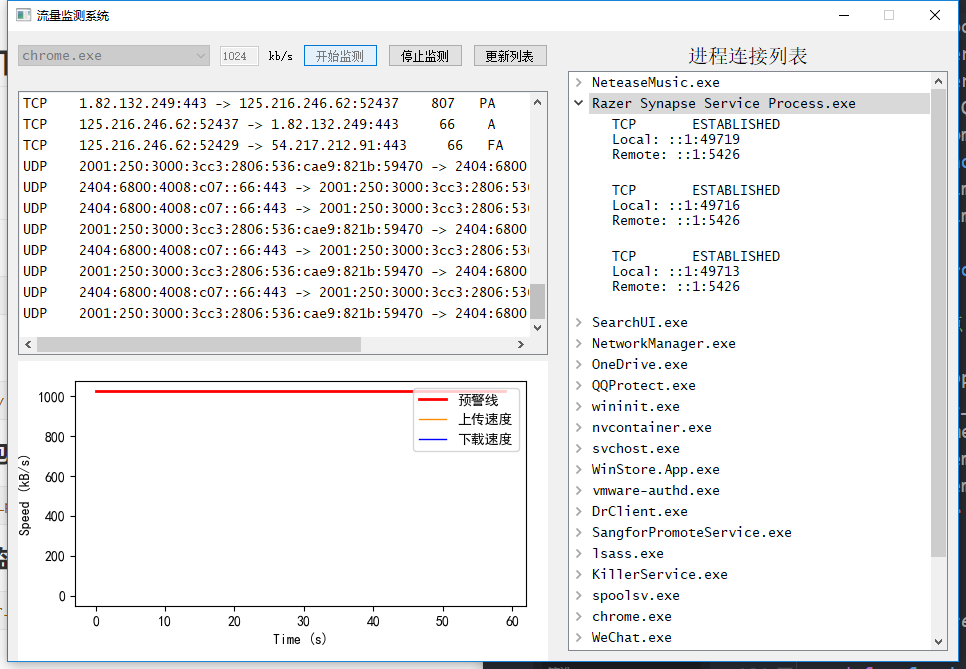 流量监测系统
chrome.exe 1024 kb/s 开始监测 停止监测 更新列表
TCP 1.82.132.249:443 -> 125.216.246.62:52437 807 PA
TCP 125.216.246.62:52437 -> 1.82.132.249:443 66 A
TCP 125.216.246.62:52429 -> 54.217.212.91:443 66 FA
UDP 2001:250:3000:3cc3:2806:536:cae9:821b:59470 -> 2404:6800
UDP 2404:6800:4008:c07::66:443 -> 2001:250:3000:3cc3:2806:536
UDP 2404:6800:4008:c07::66:443 -> 2001:250:3000:3cc3:2806:536
UDP 2001:250:3000:3cc3:2806:536:cae9:821b:59470 -> 2404:6800
UDP 2404:6800:4008:c07::66:443 -> 2001:250:3000:3cc3:2806:536
UDP 2001:250:3000:3cc3:2806:536:cae9:821b:59470 -> 2404:6800
UDP 2404:6800:4008:c07::66:443 -> 2001:250:3000:3cc3:2806:536
UDP 2001:250:3000:3cc3:2806:536:cae9:821b:59470 -> 2404:6800
预警线
上传速度
下载速度
1000
800
600
400
200
0
Speed (kB/s)
0 10 20 30 40 50 60
Time (s)
进程连接列表
NeteaseMusic.exe
Razer Synapse Service Process.exe
TCP ESTABLISHED
Local: ::1:49719
Remote: ::1:5426
TCP ESTABLISHED
Local: ::1:49716
Remote: ::1:5426
TCP ESTABLISHED
Local: ::1:49713
Remote: ::1:5426
SearchUI.exe
NetworkManager.exe
OneDrive.exe
QQProtect.exe
wininit.exe
nvcontainer.exe
svchost.exe
WinStore.App.exe
vmware-authd.exe
DrClient.exe
SangforPromoteService.exe
lsass.exe
KillerService.exe
spoolsv.exe
chrome.exe
WeChat.exe